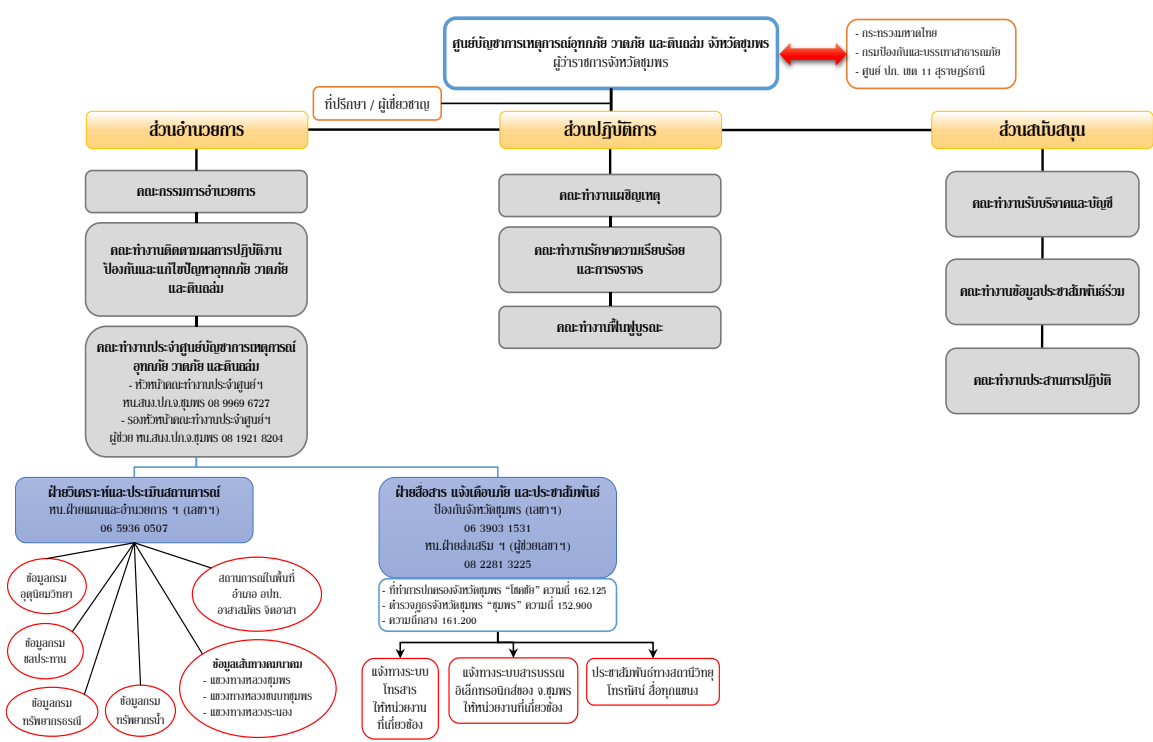 ศูนย์บัญชาการเหตุการณ์อุทกภัย วาตภัย และดินถล่ม จังหวัดชุมพร
ผู้ว่าราชการจังหวัดชุมพร
- กระทรวงมหาดไทย
- กรมป้องกันและบรรเทาสาธารณภัย
- ศูนย์ ปภ. เขต 11 สุราษฎร์ธานี
ที่ปรึกษา / ผู้เชี่ยวชาญ
ส่วนอำนวยการ
ส่วนปฏิบัติการ
ส่วนสนับสนุน
คณะกรรมการอำนวยการ
คณะทำงานติดตามผลการปฏิบัติงาน
ป้องกันและแก้ไขปัญหาอุทกภัย วาตภัย
และดินถล่ม
คณะทำงานประจำศูนย์บัญชาการเหตุการณ์
อุทกภัย วาตภัย และดินถล่ม
- หัวหน้าคณะทำงานประจำศูนย์ฯ
หน.สนง.ปภ.จ.ชุมพร 08 9969 6727
- รองหัวหน้าคณะทำงานประจำศูนย์ฯ
ผู้ช่วย หน.สนง.ปภ.จ.ชุมพร 08 1921 8204
คณะทำงานเผชิญเหตุ
คณะทำงานรักษาความเรียบร้อย
และการจราจร
คณะทำงานฟื้นฟูบูรณะ
คณะทำงานรับบริจาคและบัญชี
คณะทำงานข้อมูลประชาสัมพันธ์ร่วม
คณะทำงานประสานการปฏิบัติ
ฝ่ายวิเคราะห์และประเมินสถานการณ์
หน.ฝ่ายแผนและอำนวยการ ฯ (เลขาฯ)
06 5936 0507
ฝ่ายสื่อสาร แจ้งเตือนภัย และประชาสัมพันธ์
ป้องกันจังหวัดชุมพร (เลขาฯ)
06 3903 1531
หน.ฝ่ายส่งเสริม ฯ (ผู้ช่วยเลขาฯ)
08 2281 3225
- ที่ทำการปกครองจังหวัดชุมพร “โชคชัย” ความถี่ 162.125
- ตำรวจภูธรจังหวัดชุมพร “ชุมพร” ความถี่ 152.900
- ความถี่กลาง 161.200
ข้อมูลกรม
อุตุนิยมวิทยา
ข้อมูลกรม
ชลประทาน
ข้อมูลกรม
ทรัพยากรธรณี
ข้อมูลกรม
ทรัพยากรน้ำ
สถานการณ์ในพื้นที่
อำเภอ อปท.
อาสาสมัคร จิตอาสา
ข้อมูลเส้นทางคมนาคม
- แขวงทางหลวงชุมพร
- แขวงทางหลวงชนบทชุมพร
- แขวงทางหลวงระนอง
แจ้งทางระบบ
โทรสาร
ให้หน่วยงาน
ที่เกี่ยวข้อง
แจ้งทางระบบสารบรรณ
อิเล็กทรอนิกส์ของ จ.ชุมพร
ให้หน่วยงานที่เกี่ยวข้อง
ประชาสัมพันธ์ทางสถานีวิทยุ
โทรทัศน์ สื่อทุกแขนง